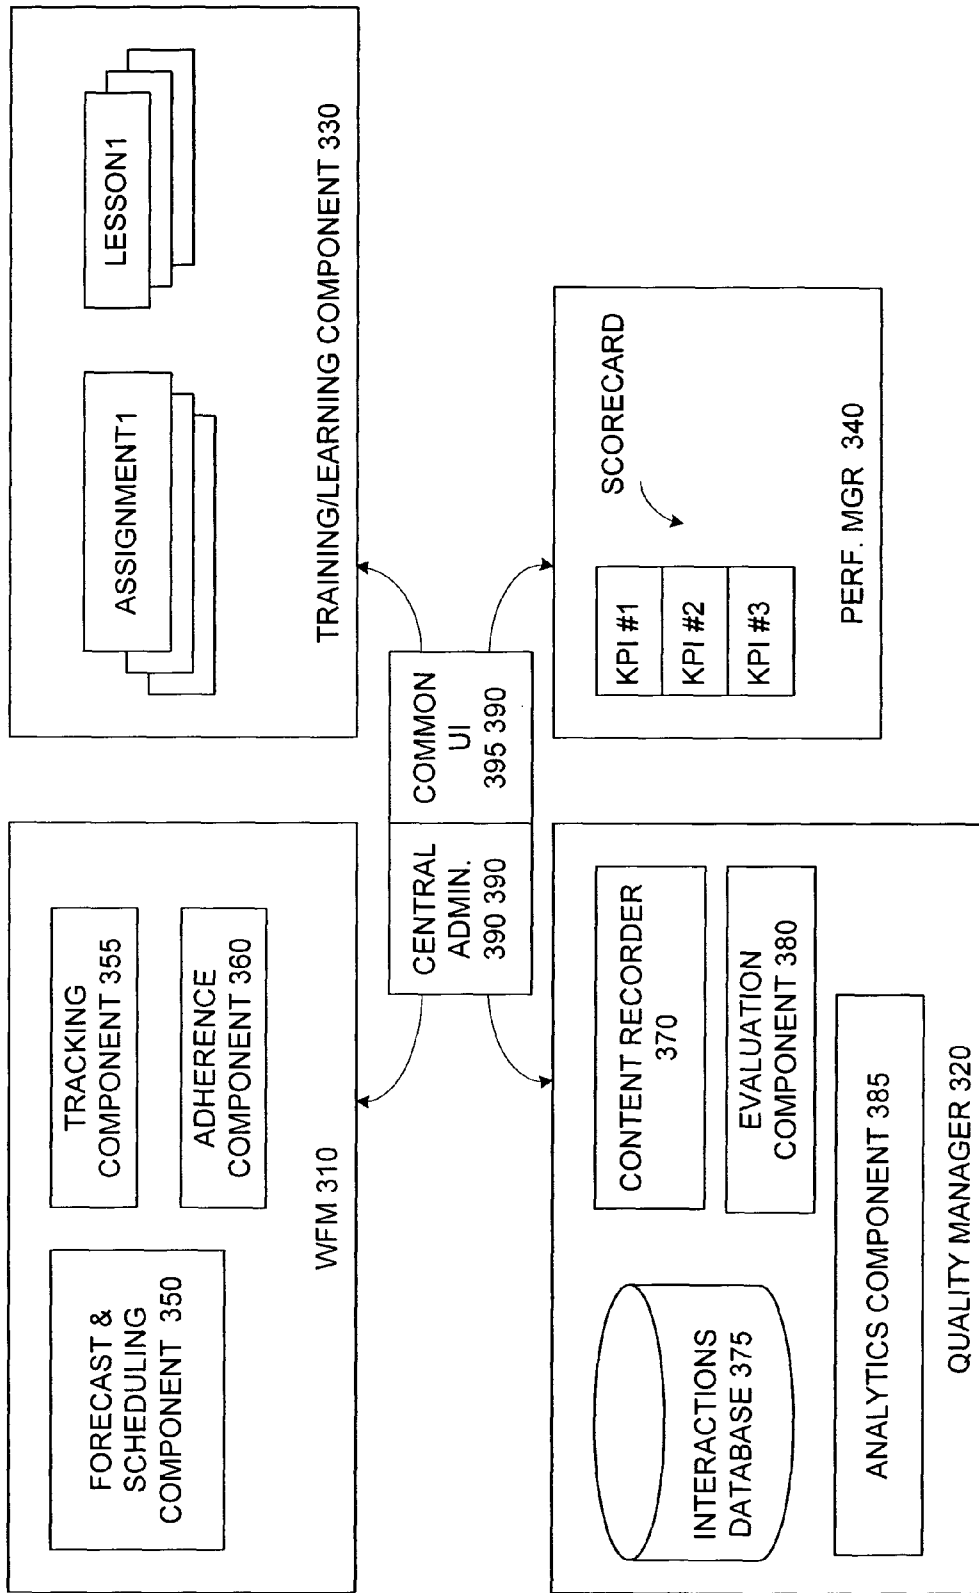 FORECAST &
SCHEDULING
COMPONENT 350
TRACKING
COMPONENT 355
ADHERENCE
COMPONENT 360
WFM 310
ASSIGNMENT1
LESSON1
TRAINING/LEARNING COMPONENT 330
CENTRAL
ADMIN.
390 390
COMMON
UI
395 390
INTERACTIONS
DATABASE 375
CONTENT RECORDER
370
EVALUATION
COMPONENT 380
ANALYTICS COMPONENT 385
QUALITY MANAGER 320
KPI #1
KPI #2
KPI #3
SCORECARD
PERF. MGR 340